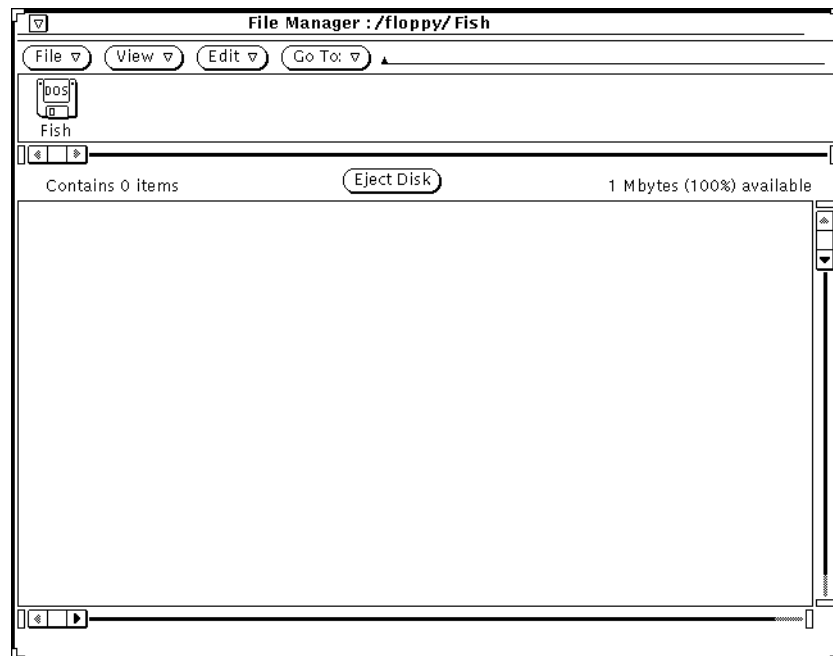 File Manager : /floppy/Fish
File View Edit Go To:
DOS
Fish
Contains 0 items Eject Disk 1 Mbytes (100%) available